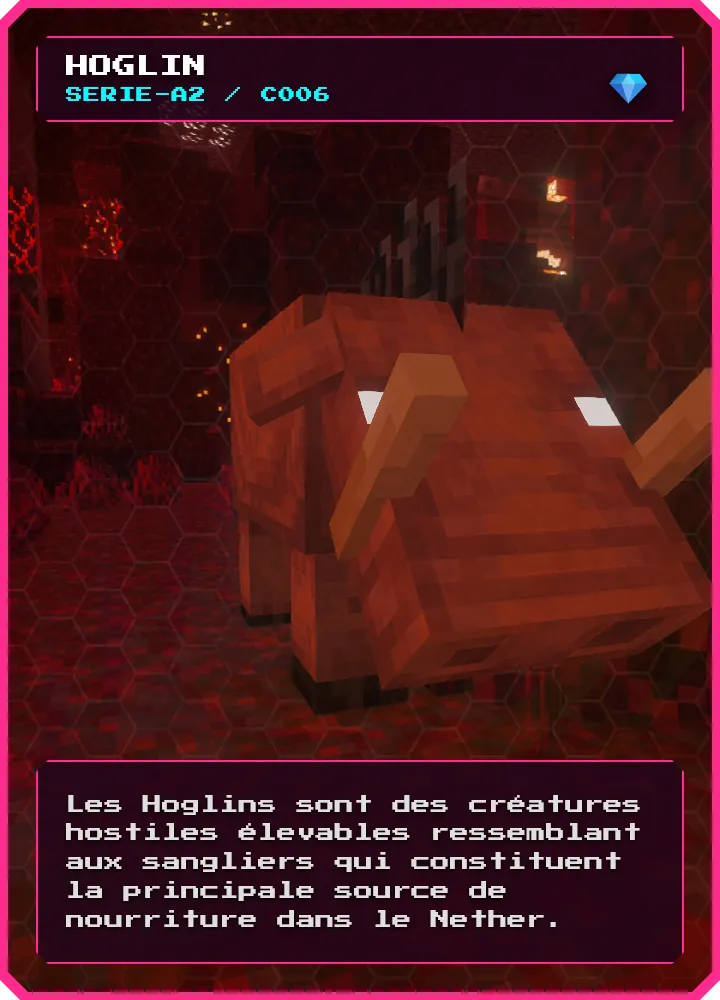 HOGLIN
SERIE-A2 / C006
Les Hoglins sont des créatures
hostiles élevables ressemblant
aux sangliers qui constituent
la principale source de
nourriture dans le Nether.